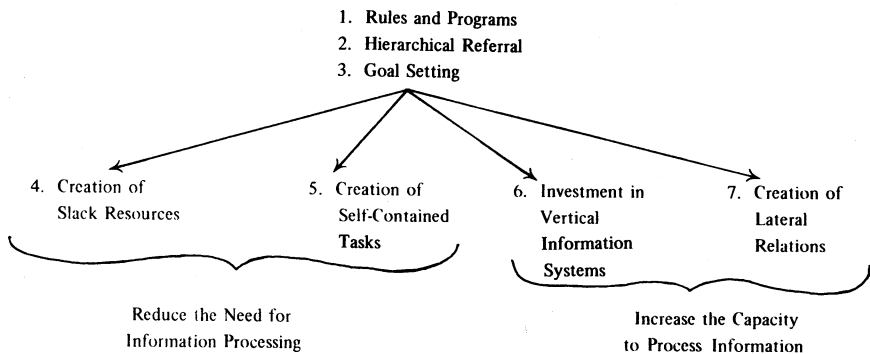 1. Rules and Programs
2. Hierarchical Referral
3. Goal Setting
4. Creation of
Slack Resources
5. Creation of
Self-Contained
Tasks
6. Investment in
Vertical
Information
Systems
7. Creation of
Lateral
Relations
Reduce the Need for
Information Processing
Increase the Capacity
to Process Information